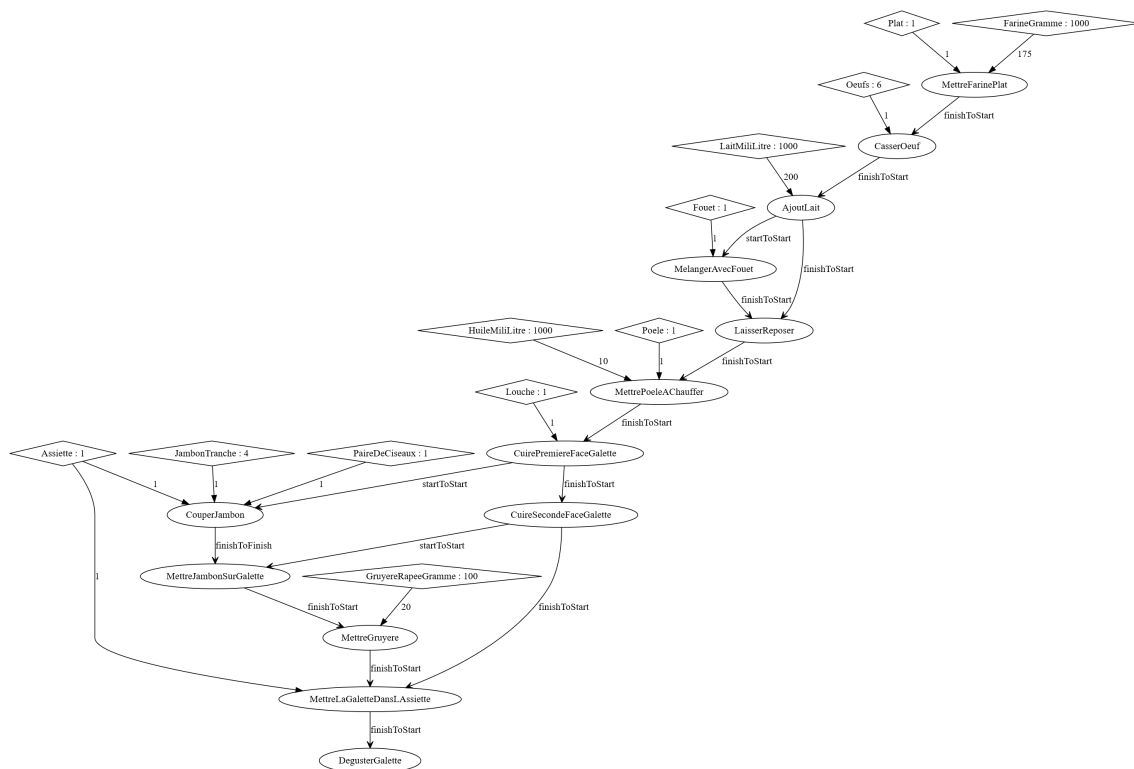 Plat : 1
FarineGramme : 1000
1
175
Oeufs : 6
MettreFarinePlat
1
finishToStart
LaitMiliLitre : 1000
CasserOeuf
200
finishToStart
Fouet : 1
AjoutLait
1
startToStart
MelangerAvecFouet
finishToStart
finishToStart
HuileMiliLitre : 1000
Poele : 1
LaisserReposer
10
1
finishToStart
Louche : 1
MettrePoeleAChauffer
1
finishToStart
Assiette : 1
JambonTranche : 4
PaireDeCiseaux : 1
CuirePremiereFaceGalette
1
1
1
startToStart
finishToStart
CouperJambon
CuireSecondeFaceGalette
finishToFinish
startToStart
MettreJambonSurGalette
GruyereRapeeGramme : 100
1
finishToStart
20
finishToStart
MettreGruyere
finishToStart
MettreLaGaletteDansLAssiette
finishToStart
DegusterGalette